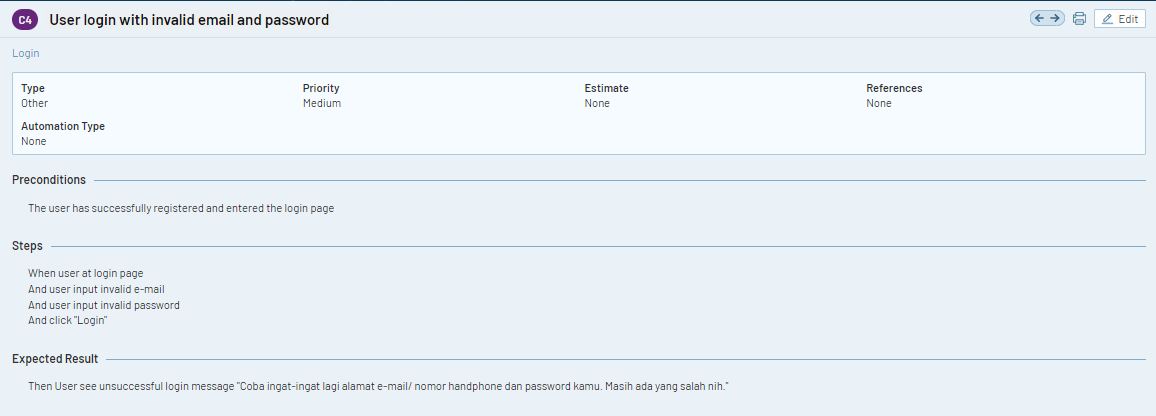 C4 User login with invalid email and password Edit
Login
Type Priority Estimate References
Other Medium None None
Automation Type
None
Preconditions
The user has successfully registered and entered the login page
Steps
When user at login page
And user input invalid e-mail
And user input invalid password
And click "Login"
Expected Result
Then User see unsuccessful login message "Coba ingat-ingat lagi alamat e-mail/ nomor handphone dan password kamu. Masih ada yang salah nih."